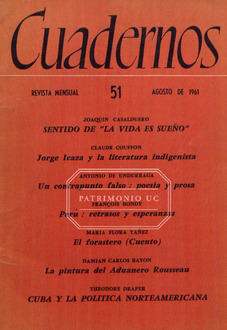 Cuadernos
REVISTA MENSUAL 51 AGOSTO DE 1961
JOAQUIN CASALDUERO
SENTIDO DE "LA VIDA ES SUEÑO"
CLAUDE COUFFON
Jorge Icaza y la literatura indigenista
ANTONIO DE UNDURRAGA
Un contrapunto falso : poesía y prosa
PATRIMONIO UC
FRANÇOIS BONDY
Perú : retrasos y esperanzas
MARIA FLORA YAÑEZ
El forastero (Cuento)
DAMIAN CARLOS BAYON
La pintura del Aduanero Rousseau
THEODORE DRAPER
CUBA Y LA POLITICA NORTEAMERICANA